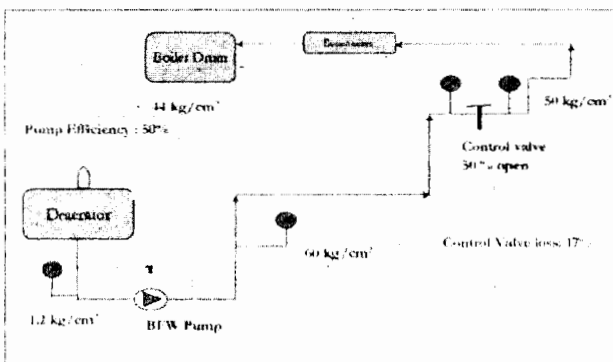 Boiler Drum
Economizer
44 kg/cm²
50 kg/cm²
Pump Efficiency : 50%
Control valve
30 % open
Deaerator
60 kg/cm²
Control Valve loss: 17%
1.2 kg/cm²
BFW Pump